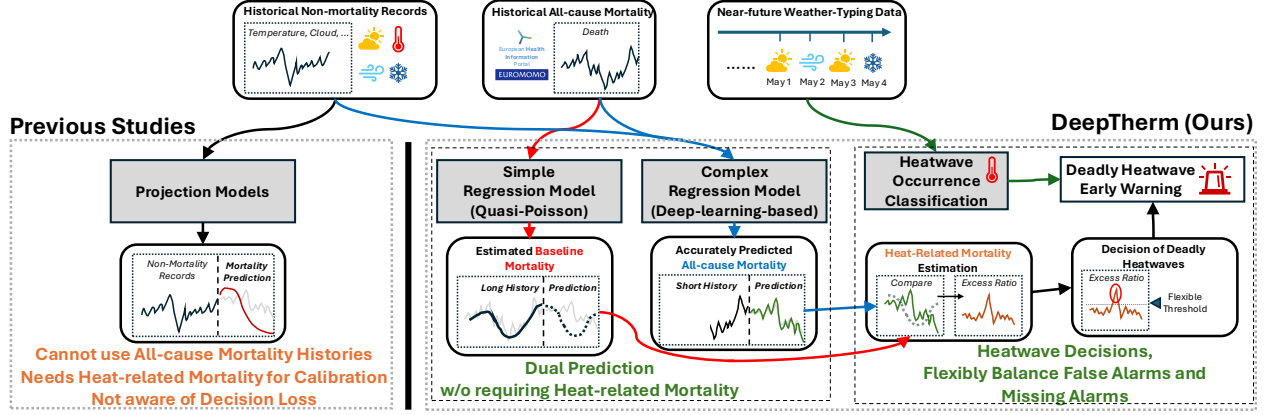 Historical Non-mortality Records
Temperature, Cloud, ...
Historical All-cause Mortality
European Health
Information
Portal
EUROMOMO
Death
Near-future Weather-Typing Data
......
May 1
May 2
May 3
May 4
Previous Studies
DeepTherm (Ours)
Projection Models
Non-Mortality
Records
Mortality
Prediction
Cannot use All-cause Mortality Histories
Needs Heat-related Mortality for Calibration
Not aware of Decision Loss
Simple
Regression Model
(Quasi-Poisson)
Complex
Regression Model
(Deep-learning-based)
Estimated Baseline
Mortality
Long History
Prediction
Accurately Predicted
All-cause Mortality
Short History
Prediction
Dual Prediction
w/o requiring Heat-related Mortality
Heatwave
Occurrence
Classification
Deadly Heatwave
Early Warning
Heat-Related Mortality
Estimation
Compare
Excess Ratio
Decision of Deadly
Heatwaves
Excess Ratio
Flexible
Threshold
Heatwave Decisions,
Flexibly Balance False Alarms and
Missing Alarms